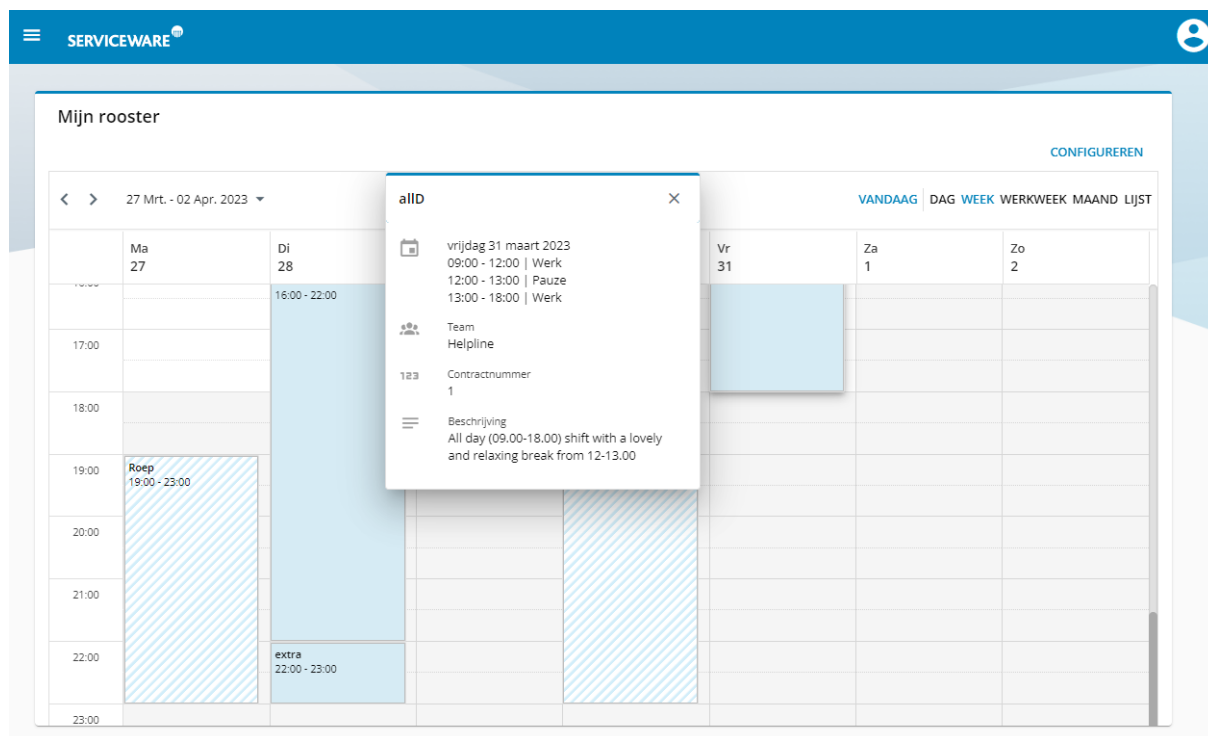 SERVICEWARE
Mijn rooster
CONFIGUREREN
27 Mrt. - 02 Apr. 2023
VANDAAG DAG WEEK WERKWEEK MAAND LIJST
Ma
27
Di
28
Vr
31
Za
1
Zo
2
allD
vrijdag 31 maart 2023
09:00 - 12:00 | Werk
12:00 - 13:00 | Pauze
13:00 - 18:00 | Werk
Team
Helpline
123
Contractnummer
1
Beschrijving
All day (09.00-18.00) shift with a lovely
and relaxing break from 12-13.00
16:00 - 22:00
17:00
18:00
19:00
Roep
19:00 - 23:00
20:00
21:00
22:00
extra
22:00 - 23:00
23:00